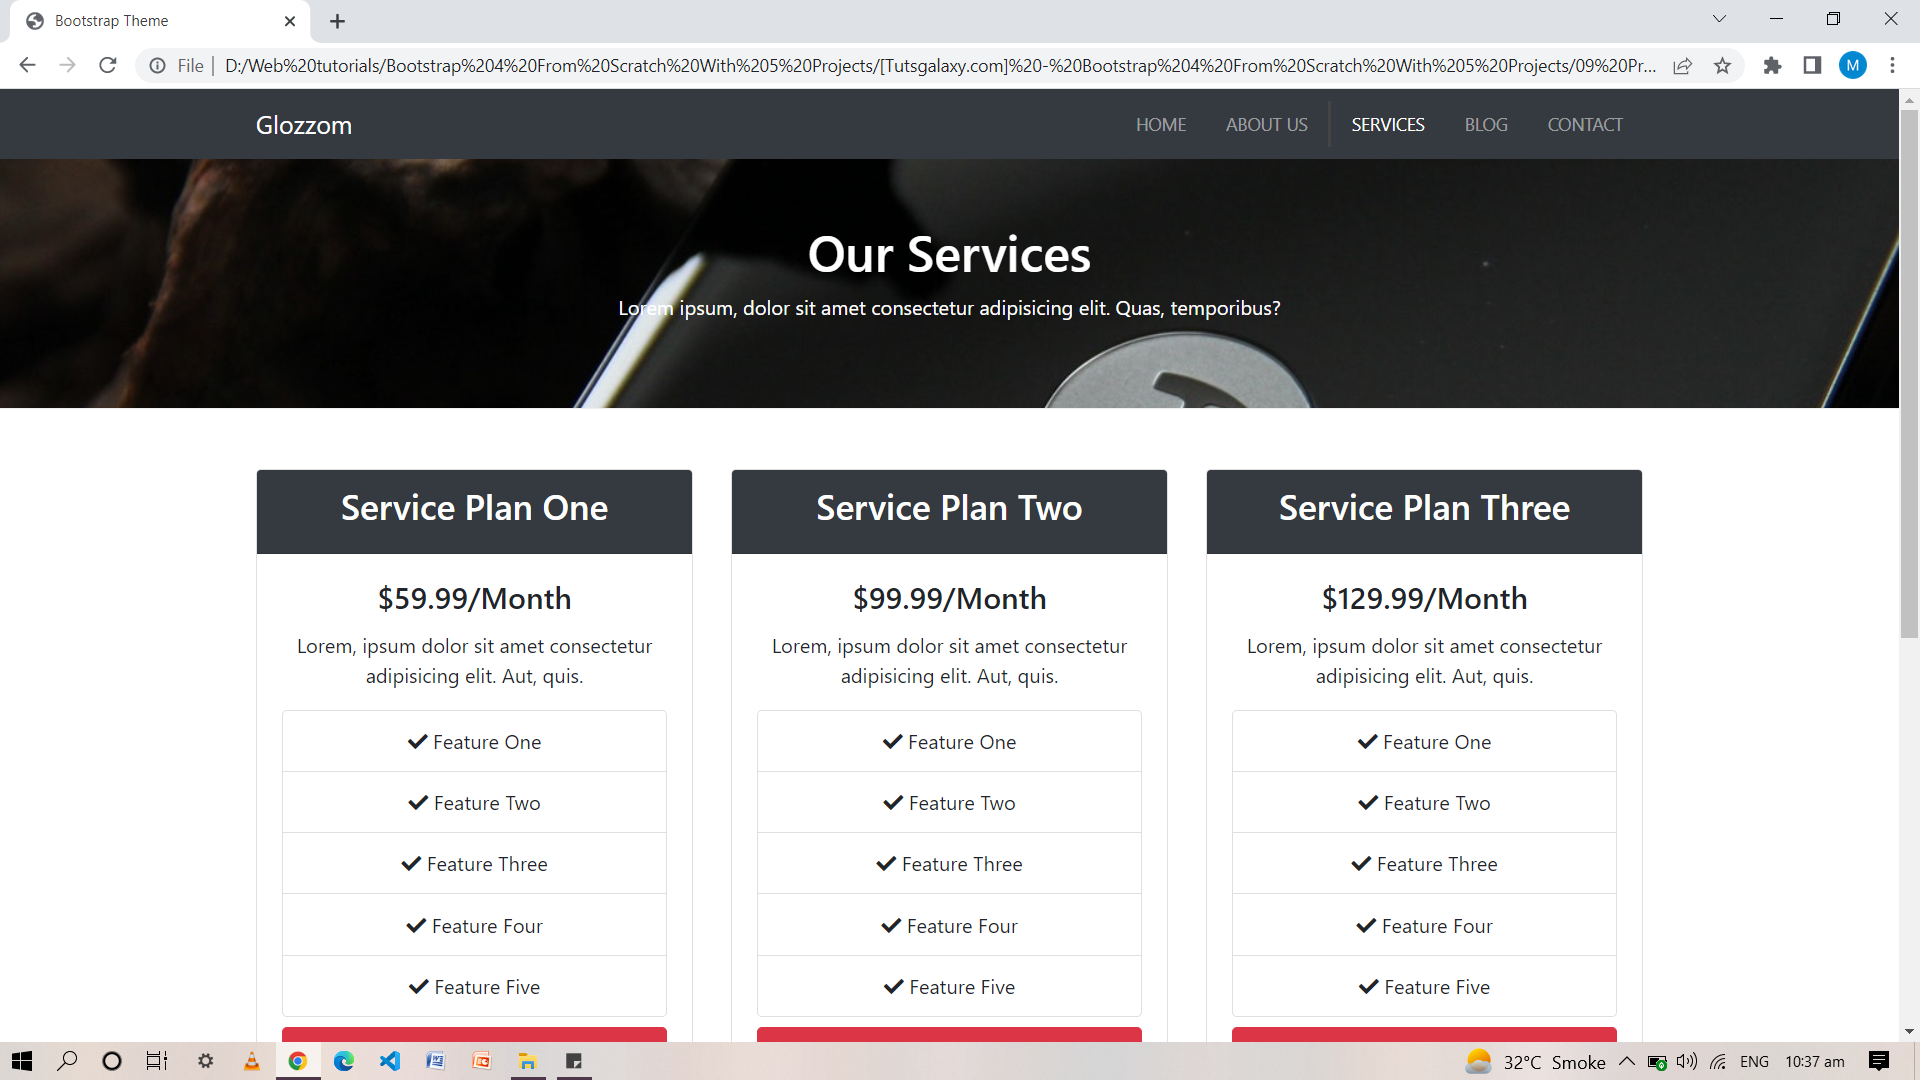 Bootstrap Theme
File
D:/Web%20tutorials/Bootstrap%204%20From%20Scratch%20With%205%20Projects/[Tutsgalaxy.com]%20-%20Bootstrap%204%20From%20Scratch%20With%205%20Projects/09%20Pr...
M
Glozzom
HOME
ABOUT US
SERVICES
BLOG
CONTACT
Our Services
Lorem ipsum, dolor sit amet consectetur adipisicing elit. Quas, temporibus?
Service Plan One
$59.99/Month
Lorem, ipsum dolor sit amet consectetur
adipisicing elit. Aut, quis.
Feature One
Feature Two
Feature Three
Feature Four
Feature Five
Service Plan Two
$99.99/Month
Lorem, ipsum dolor sit amet consectetur
adipisicing elit. Aut, quis.
Feature One
Feature Two
Feature Three
Feature Four
Feature Five
Service Plan Three
$129.99/Month
Lorem, ipsum dolor sit amet consectetur
adipisicing elit. Aut, quis.
Feature One
Feature Two
Feature Three
Feature Four
Feature Five
32°C Smoke
ENG
10:37 am